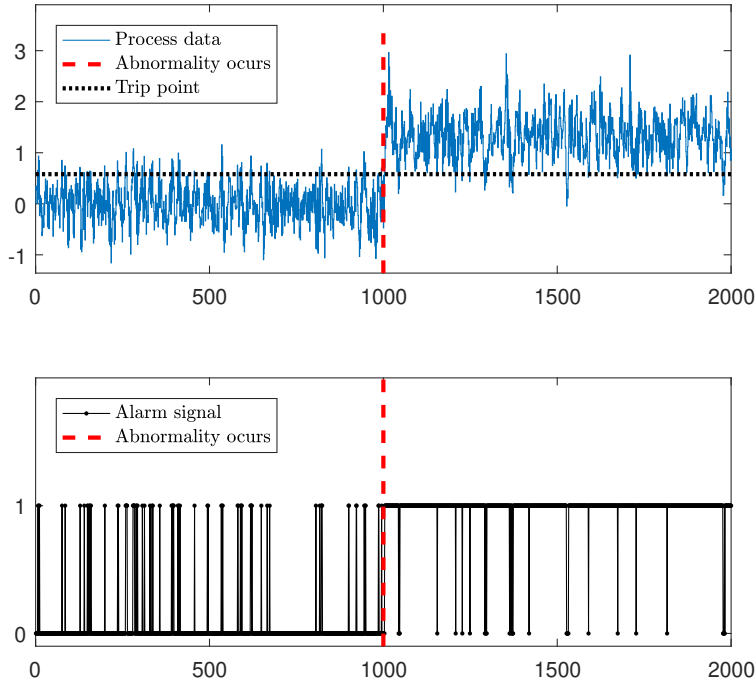 Process data
Abnormality ocurs
Trip point
3
2
1
0
-1
0 500 1000 1500 2000
Alarm signal
Abnormality ocurs
1
0
0 500 1000 1500 2000